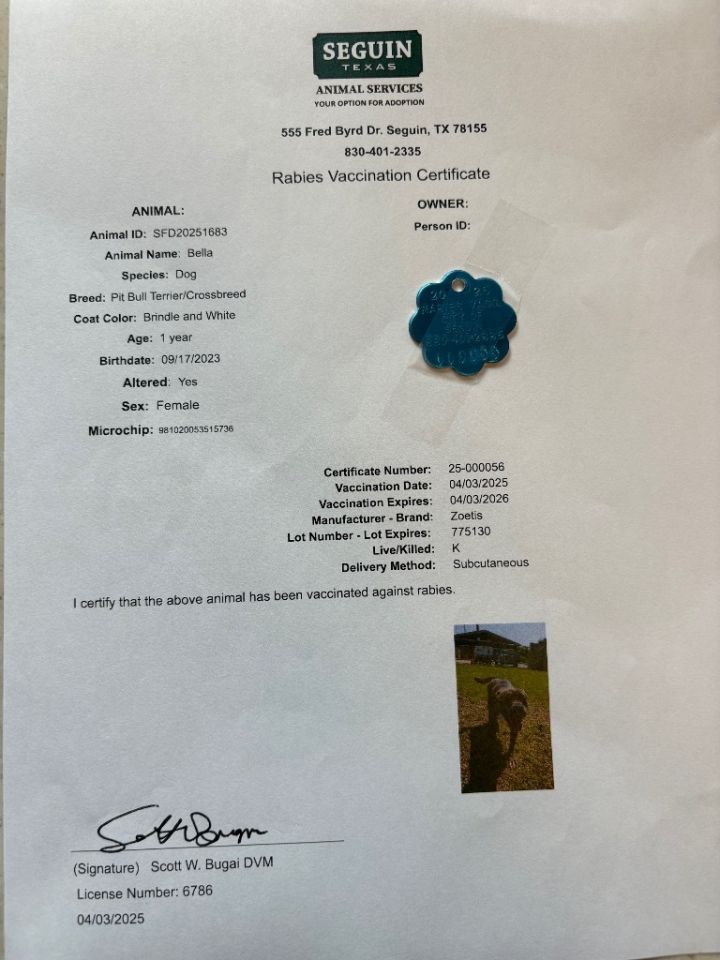 SEGUIN
TEXAS
ANIMAL SERVICES
YOUR OPTION FOR ADOPTION
555 Fred Byrd Dr. Seguin, TX 78155
830-401-2335
Rabies Vaccination Certificate
ANIMAL:
Animal ID: SFD20251683
Animal Name: Bella
Species: Dog
Breed: Pit Bull Terrier/Crossbreed
Coat Color: Brindle and White
Age: 1 year
Birthdate: 09/17/2023
Altered: Yes
Sex: Female
Microchip: 981020053515736
OWNER:
Person ID:
20 25
Certificate Number: 25-000056
Vaccination Date: 04/03/2025
Vaccination Expires: 04/03/2026
Manufacturer - Brand: Zoetis
Lot Number - Lot Expires: 775130
Live/Killed: K
Delivery Method: Subcutaneous
I certify that the above animal has been vaccinated against rabies.
(Signature) Scott W. Bugai DVM
License Number: 6786
04/03/2025